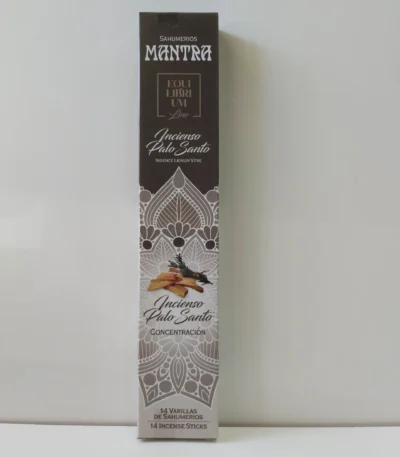 SAHUMERIOS
MANTRA
EQUI
LIBRI
UM
Line
Incienso
Palo Santo
Incienso
Palo Santo
CONCENTRACIÓN
14 VARILLAS
DE SAHUMERIOS
14 INCENSE STICKS